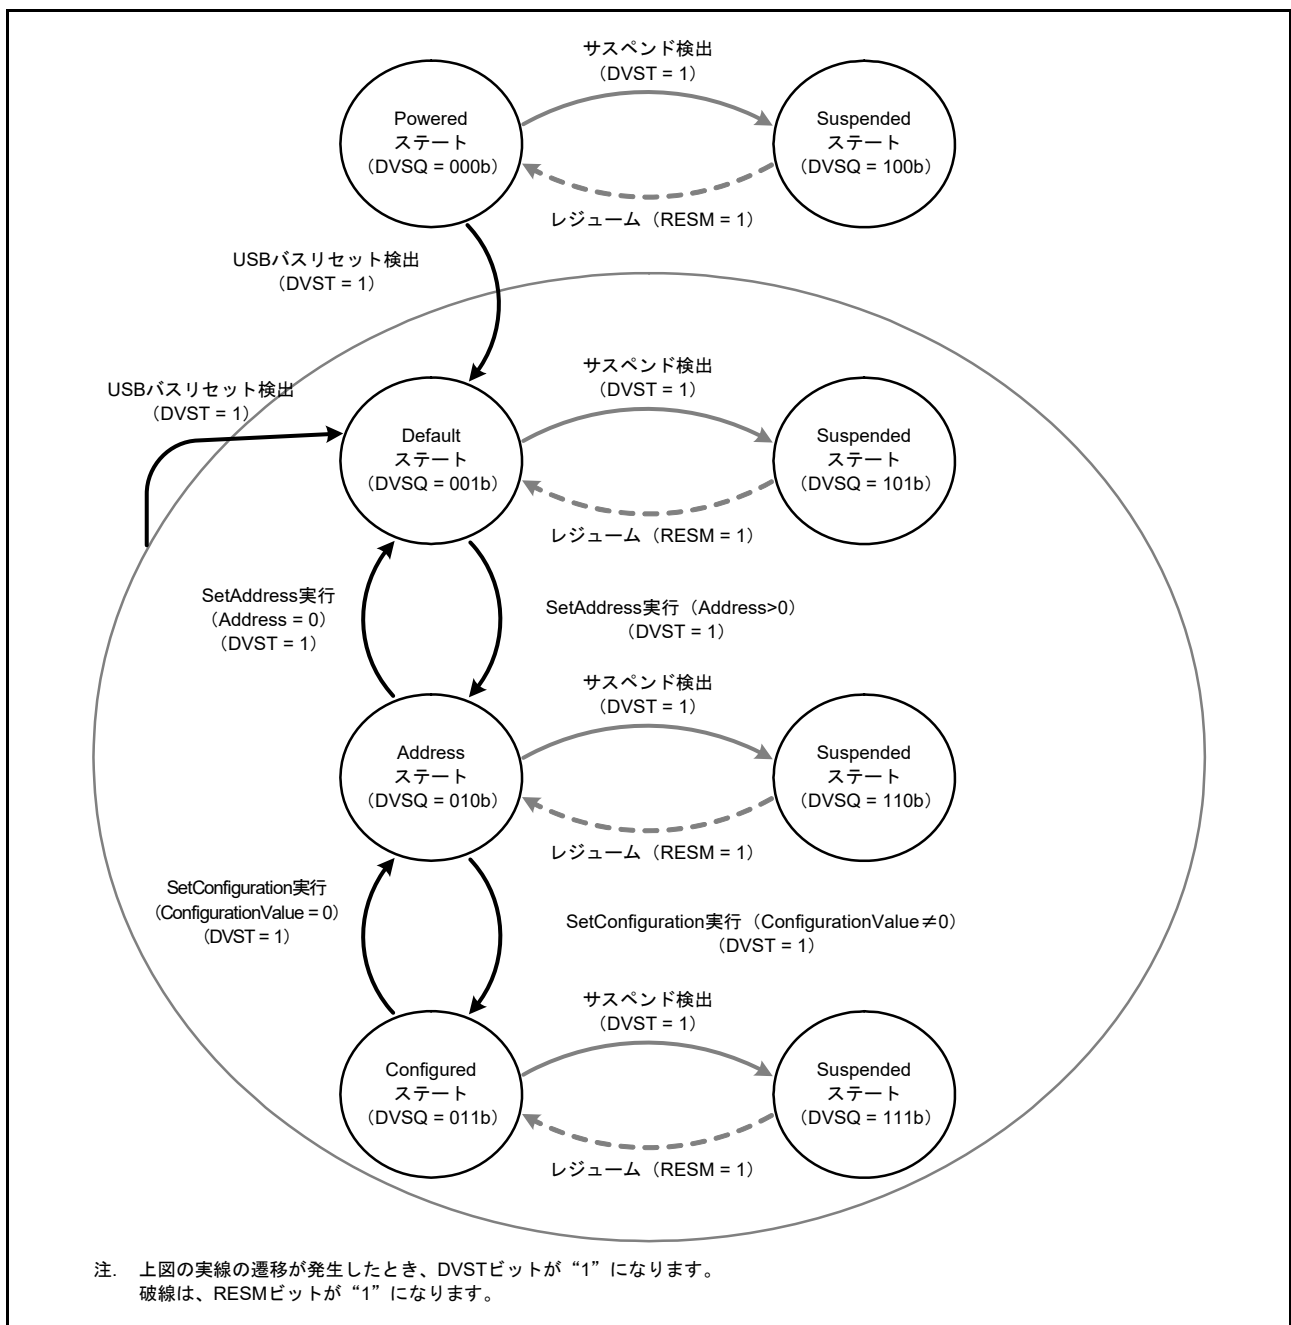 サスペンド検出
（DVST = 1）
Powered
ステート
（DVSQ = 000b）
Suspended
ステート
（DVSQ = 100b）
レジューム（RESM = 1）
USBバスリセット検出
（DVST = 1）
USBバスリセット検出
（DVST = 1）
サスペンド検出
（DVST = 1）
Default
ステート
（DVSQ = 001b）
Suspended
ステート
（DVSQ = 101b）
レジューム（RESM = 1）
SetAddress実行
（Address = 0）
（DVST = 1）
SetAddress実行（Address>0）
（DVST = 1）
サスペンド検出
（DVST = 1）
Address
ステート
（DVSQ = 010b）
Suspended
ステート
（DVSQ = 110b）
レジューム（RESM = 1）
SetConfiguration実行
（ConfigurationValue = 0）
（DVST = 1）
SetConfiguration実行（ConfigurationValue≠0）
（DVST = 1）
サスペンド検出
（DVST = 1）
Configured
ステート
（DVSQ = 011b）
Suspended
ステート
（DVSQ = 111b）
レジューム（RESM = 1）
注. 上図の実線の遷移が発生したとき、DVSTビットが“1”になります。
破線は、RESMビットが“1”になります。